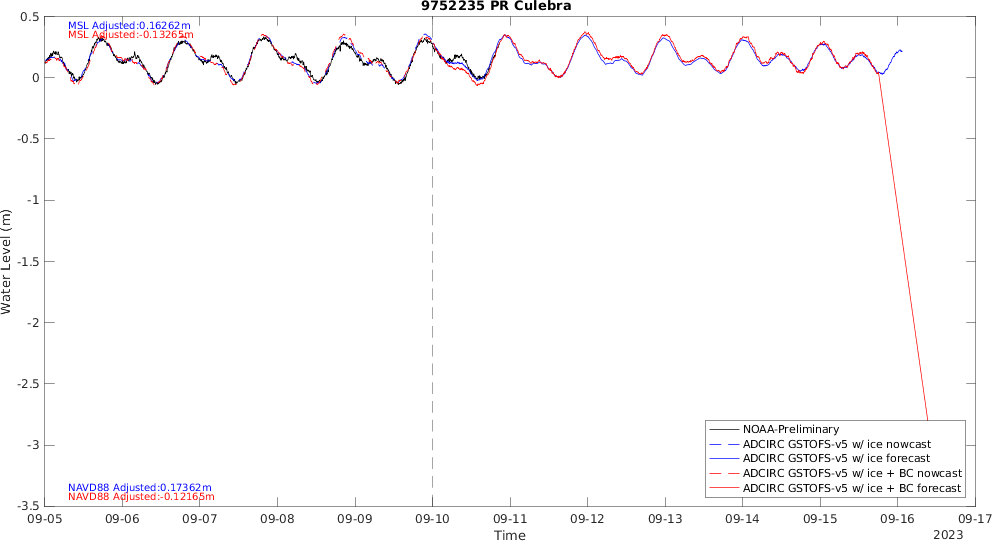 9752235 PR Culebra
MSL Adjusted:0.16262m
MSL Adjusted:-0.13265m
0.5
0
-0.5
-1
-1.5
-2
-2.5
-3
-3.5
Water Level (m)
NOAA-Preliminary
ADCIRC GSTOFS-v5 w/ ice nowcast
ADCIRC GSTOFS-v5 w/ ice forecast
ADCIRC GSTOFS-v5 w/ ice + BC nowcast
ADCIRC GSTOFS-v5 w/ ice + BC forecast
NAVD88 Adjusted:0.17362m
NAVD88 Adjusted:-0.12165m
09-05 09-06 09-07 09-08 09-09 09-10 09-11 09-12 09-13 09-14 09-15 09-16 09-17
Time
2023